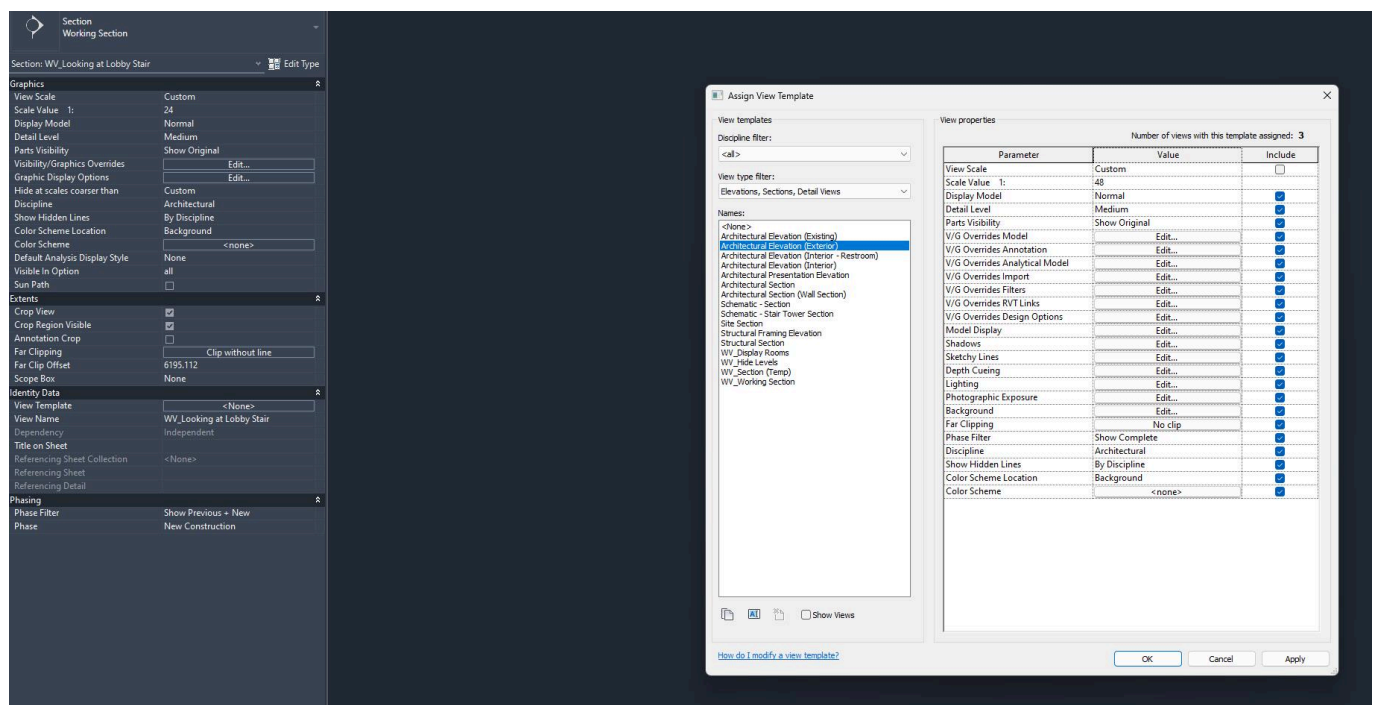 Section
Working Section
Section: WV_Looking at Lobby Stair
Edit Type
Graphics
View Scale Custom
Scale Value 1: 24
Display Model Normal
Detail Level Medium
Parts Visibility Show Original
Visibility/Graphics Overrides Edit...
Graphic Display Options Edit...
Hide at scales coarser than Custom
Discipline Architectural
Show Hidden Lines By Discipline
Color Scheme Location Background
Color Scheme <none>
Default Analysis Display Style None
Visible In Option all
Sun Path
Extents
Crop View
Crop Region Visible
Annotation Crop
Far Clipping Clip without line
Far Clip Offset 6195.112
Scope Box None
Identity Data
View Template <None>
View Name WV_Looking at Lobby Stair
Dependency Independent
Title on Sheet
Referencing Sheet Collection <None>
Referencing Sheet
Referencing Detail
Phasing
Phase Filter Show Previous + New
Phase New Construction
Assign View Template
View templates
Discipline filter:
<all>
View type filter:
Elevations, Sections, Detail Views
Names:
<None>
Architectural Elevation (Existing)
Architectural Elevation (Exterior)
Architectural Elevation (Interior - Restroom)
Architectural Elevation (Interior)
Architectural Presentation Elevation
Architectural Section
Architectural Section (Wall Section)
Schematic - Section
Schematic - Stair Tower Section
Site Section
Structural Framing Elevation
Structural Section
WV_Display Rooms
WV_Hide Levels
WV_Section (Temp)
WV_Working Section
AI
Show Views
How do I modify a view template?
View properties
Number of views with this template assigned: 3
Parameter Value Include
View Scale Custom
Scale Value 1: 48
Display Model Normal
Detail Level Medium
Parts Visibility Show Original
V/G Overrides Model Edit...
V/G Overrides Annotation Edit...
V/G Overrides Analytical Model Edit...
V/G Overrides Import Edit...
V/G Overrides Filters Edit...
V/G Overrides RVT Links Edit...
V/G Overrides Design Options Edit...
Model Display Edit...
Shadows Edit...
Sketchy Lines Edit...
Depth Cueing Edit...
Lighting Edit...
Photographic Exposure Edit...
Background Edit...
Far Clipping No clip
Phase Filter Show Complete
Discipline Architectural
Show Hidden Lines By Discipline
Color Scheme Location Background
Color Scheme <none>
OK Cancel Apply